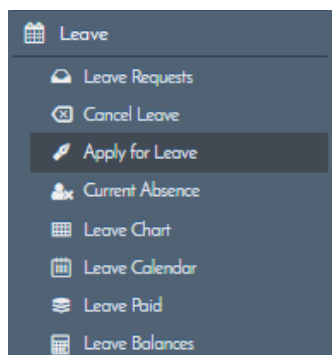 Leave
Leave Requests
Cancel Leave
Apply for Leave
Current Absence
Leave Chart
Leave Calendar
Leave Paid
Leave Balances